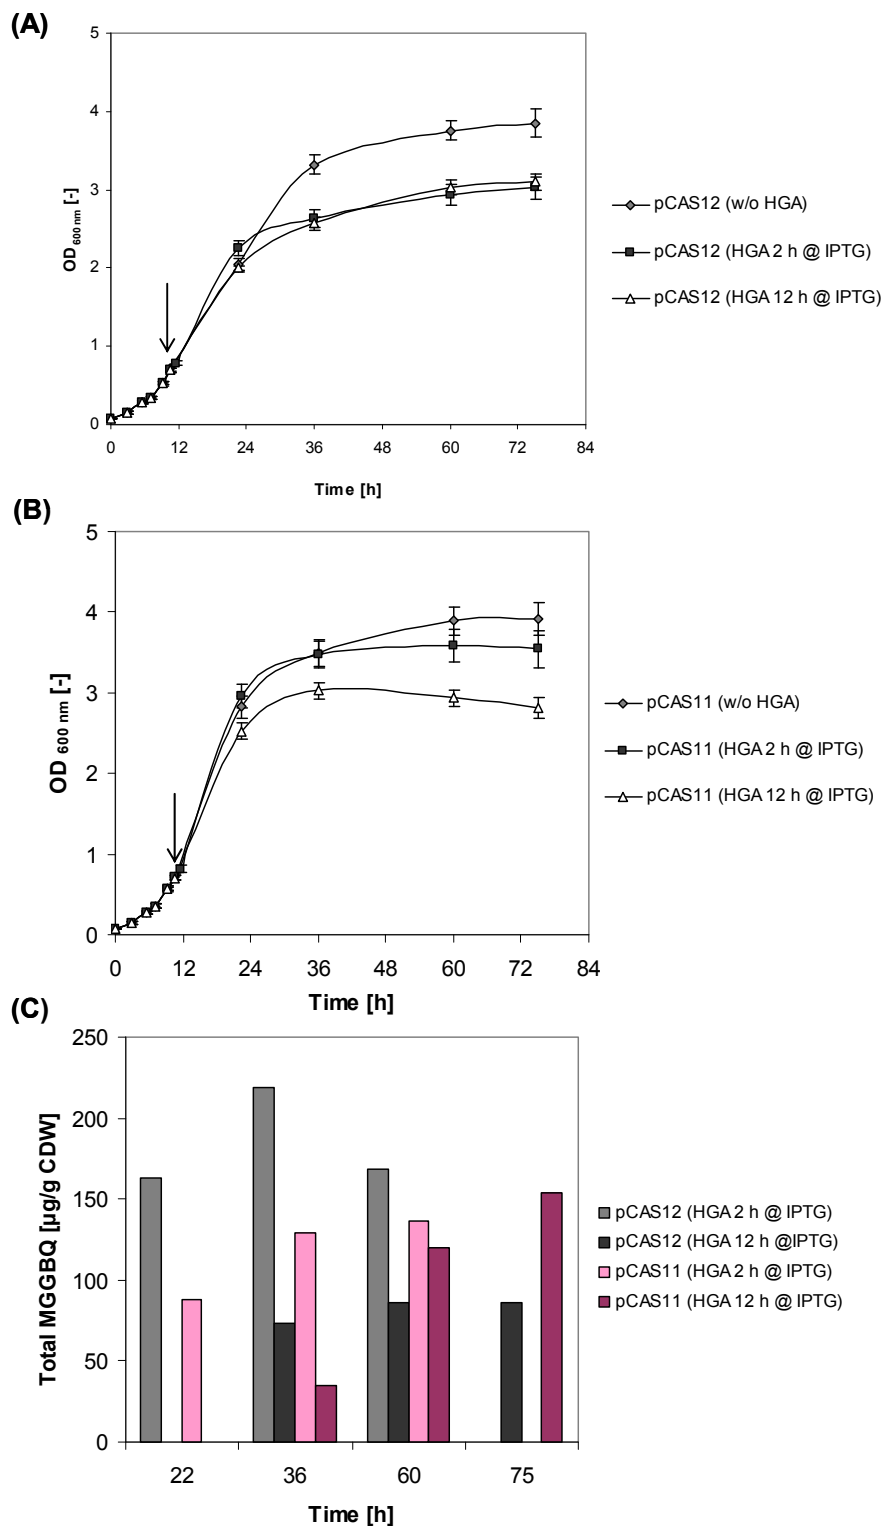 (A)
5
4
3
2
1
0
OD 600 nm [-]
0 12 24 36 48 60 72 84
Time [h]
pCAS12 (w/o HGA)
pCAS12 (HGA 2 h @ IPTG)
pCAS12 (HGA 12 h @ IPTG)
(B)
5
4
3
2
1
0
OD 600 nm [-]
0 12 24 36 48 60 72 84
Time [h]
pCAS11 (w/o HGA)
pCAS11 (HGA 2 h @ IPTG)
pCAS11 (HGA 12 h @ IPTG)
(C)
250
200
150
100
50
0
Total MGGBQ [µg/g CDW]
22 36 60 75
Time [h]
pCAS12 (HGA 2 h @ IPTG)
pCAS12 (HGA 12 h @IPTG)
pCAS11 (HGA 2 h @ IPTG)
pCAS11 (HGA 12 h @ IPTG)